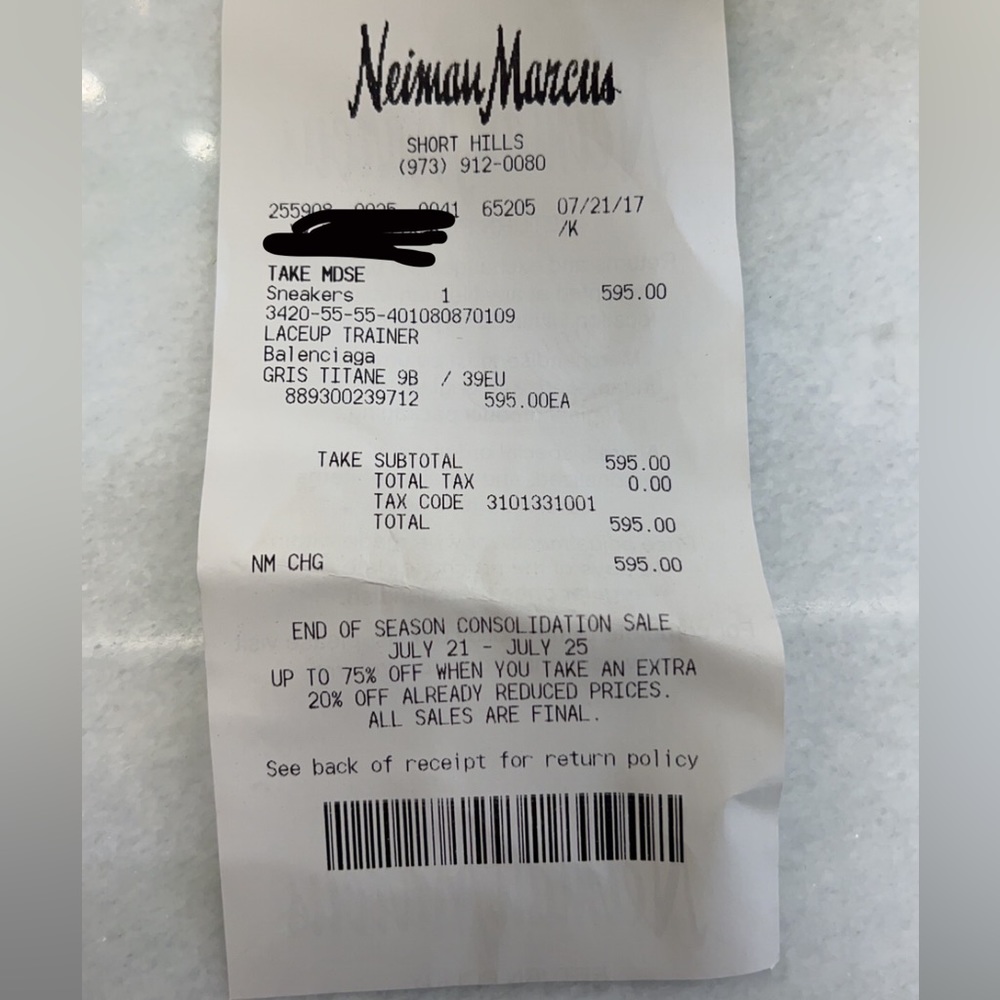 Neiman Marcus
SHORT HILLS
(973) 912-0080
255908 0025 0041 65205 07/21/17
/K
TAKE MDSE
Sneakers 1 595.00
3420-55-55-401080870109
LACEUP TRAINER
Balenciaga
GRIS TITANE 9B / 39EU
889300239712 595.00EA
TAKE SUBTOTAL 595.00
TOTAL TAX 0.00
TAX CODE 3101331001
TOTAL 595.00
NM CHG 595.00
END OF SEASON CONSOLIDATION SALE
JULY 21 - JULY 25
UP TO 75% OFF WHEN YOU TAKE AN EXTRA
20% OFF ALREADY REDUCED PRICES.
ALL SALES ARE FINAL.
See back of receipt for return policy